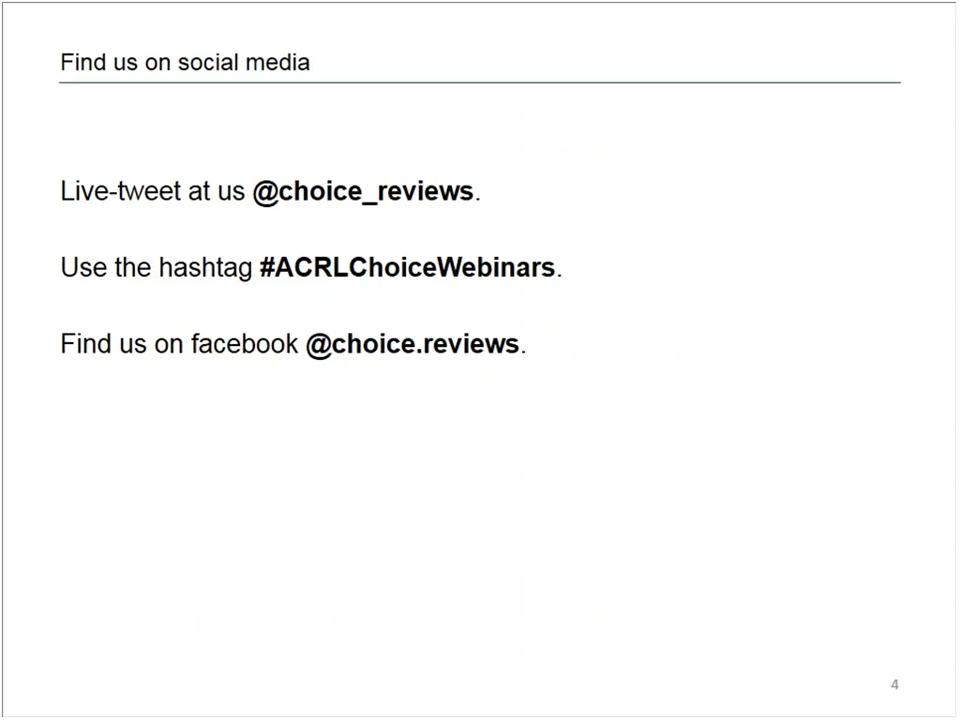 Find us on social media
Live-tweet at us @choice_reviews.
Use the hashtag #ACRLChoiceWebinars.
Find us on facebook @choice.reviews.
4